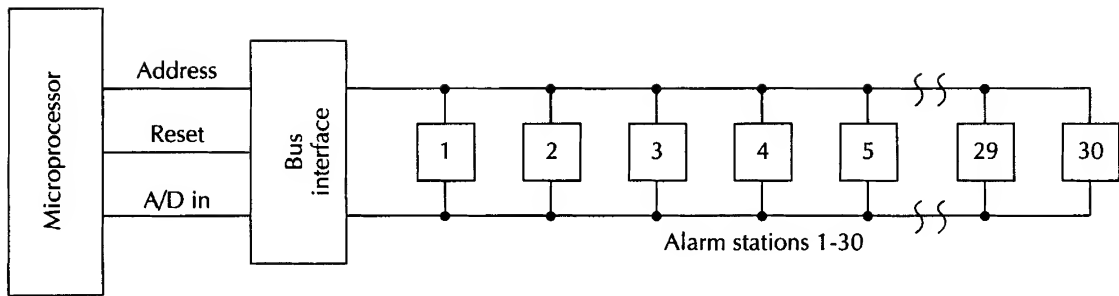 Microprocessor
Address
Reset
A/D in
Bus
interface
1
2
3
4
5
29
30
Alarm stations 1-30